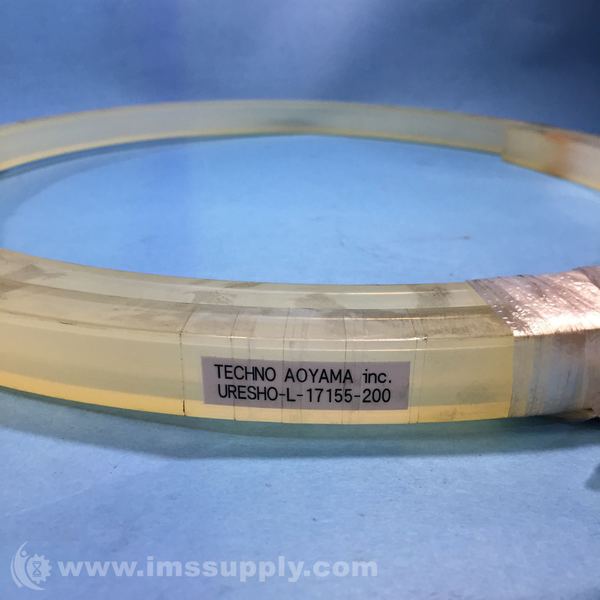 TECHNO AOYAMA inc.
URESHO-L-17155-200
www.imssupply.com